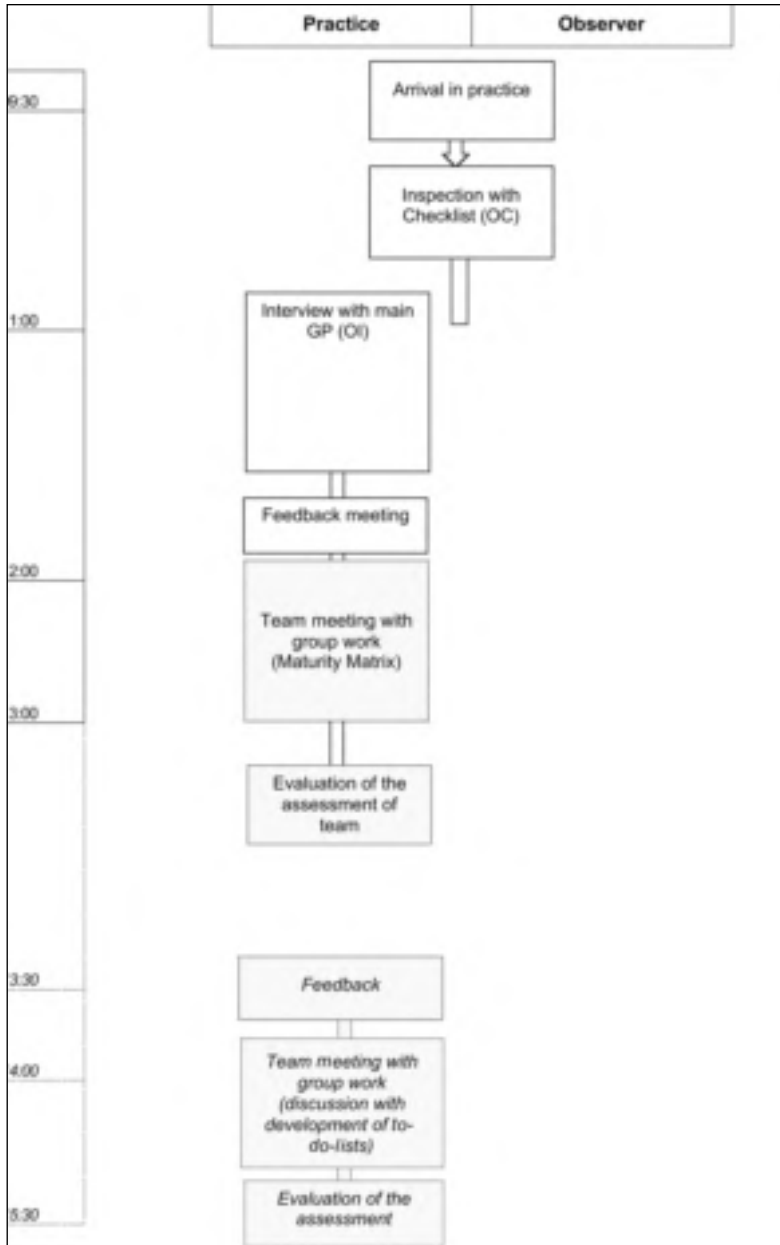 Practice
Observer
9:30
Arrival in practice
Inspection with
Checklist (OC)
1:00
Interview with main
GP (OI)
Feedback meeting
2:00
Team meeting with
group work
(Maturity Matrix)
3:00
Evaluation of the
assessment of
team
3:30
Feedback
4:00
Team meeting with
group work
(discussion with
development of to-
do-lists)
5:30
Evaluation of the
assessment